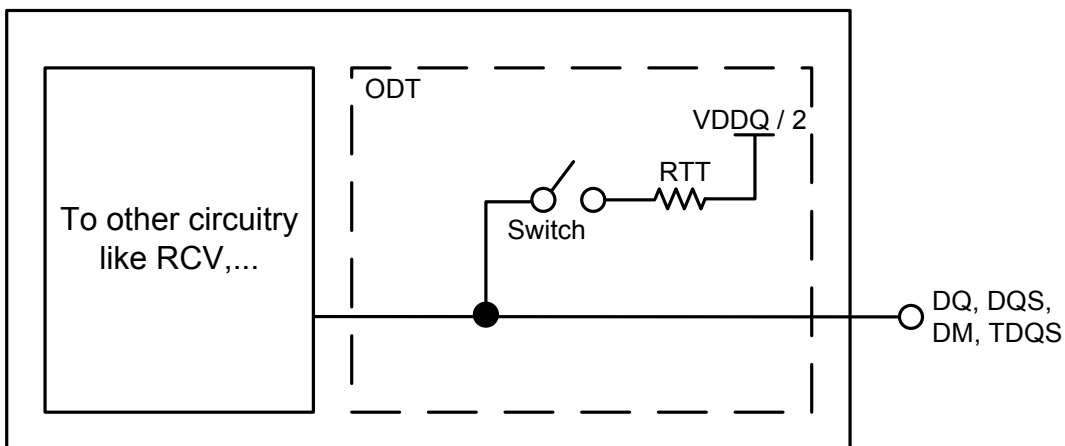 ODT
VDDQ / 2
RTT
Switch
To other circuitry
like RCV,...
DQ, DQS,
DM, TDQS